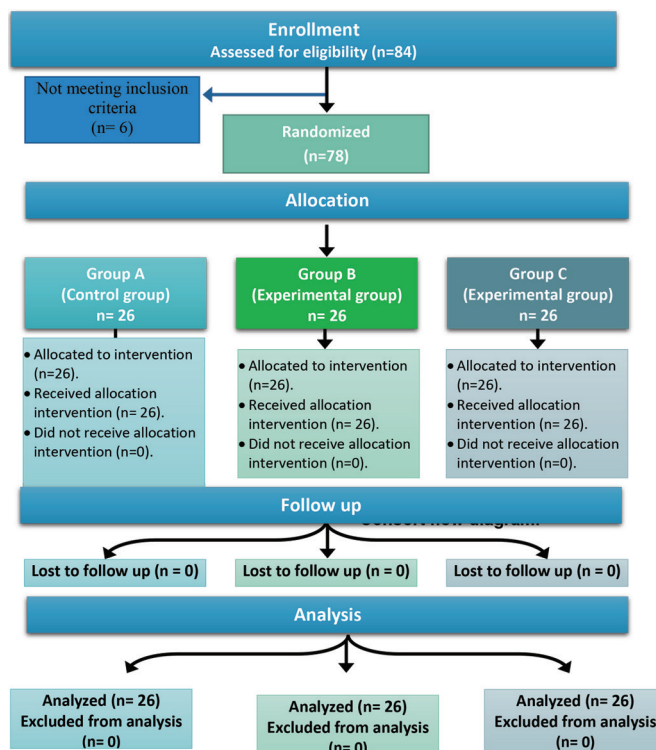 Enrollment
Assessed for eligibility (n=84)
Not meeting inclusion
criteria
(n= 6)
Randomized
(n=78)
Allocation
Group A
(Control group)
n= 26
Group B
(Experimental group)
n= 26
Group C
(Experimental group)
n= 26
• Allocated to intervention
(n=26).
• Received allocation
intervention (n= 26).
• Did not receive allocation
intervention (n=0).
• Allocated to intervention
(n=26).
• Received allocation
intervention (n= 26).
• Did not receive allocation
intervention (n=0).
• Allocated to intervention
(n=26).
• Received allocation
intervention (n= 26).
• Did not receive allocation
intervention (n=0).
Follow up
Lost to follow up (n = 0)
Lost to follow up (n = 0)
Lost to follow up (n = 0)
Analysis
Analyzed (n= 26)
Excluded from analysis
(n= 0)
Analyzed (n= 26)
Excluded from analysis
(n= 0)
Analyzed (n= 26)
Excluded from analysis
(n= 0)